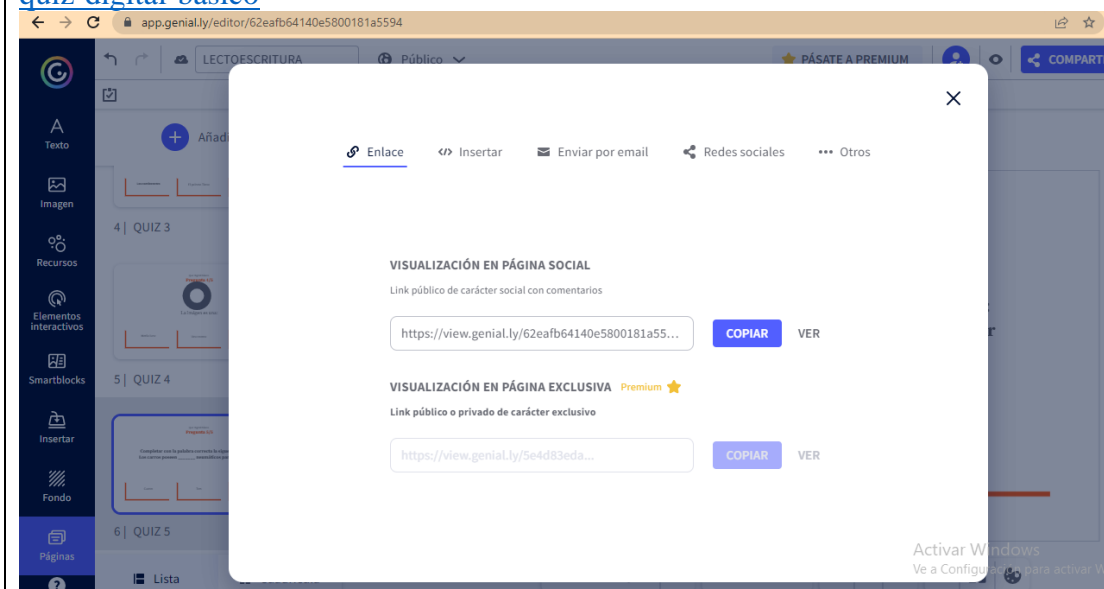 quiz-digital-basico
app.genial.ly/editor/62eafb64140e5800181a5594
LECTOESCRITURA
Público
PÁSATE A PREMIUM
COMPARTI
Texto
Imagen
Recursos
Elementos
interactivos
Smartblocks
Insertar
Fondo
Páginas
Añad
4 | QUIZ 3
5 | QUIZ 4
6 | QUIZ 5
Lista
Enlace
Insertar
Enviar por email
Redes sociales
Otros
VISUALIZACIÓN EN PÁGINA SOCIAL
Link público de carácter social con comentarios
https://view.genial.ly/62eafb64140e5800181a55...
COPIAR
VER
VISUALIZACIÓN EN PÁGINA EXCLUSIVA Premium
Link público o privado de carácter exclusivo
https://view.genial.ly/5e4d83eda...
COPIAR
VER
Activar Windows
Ve a Configuración para activar W